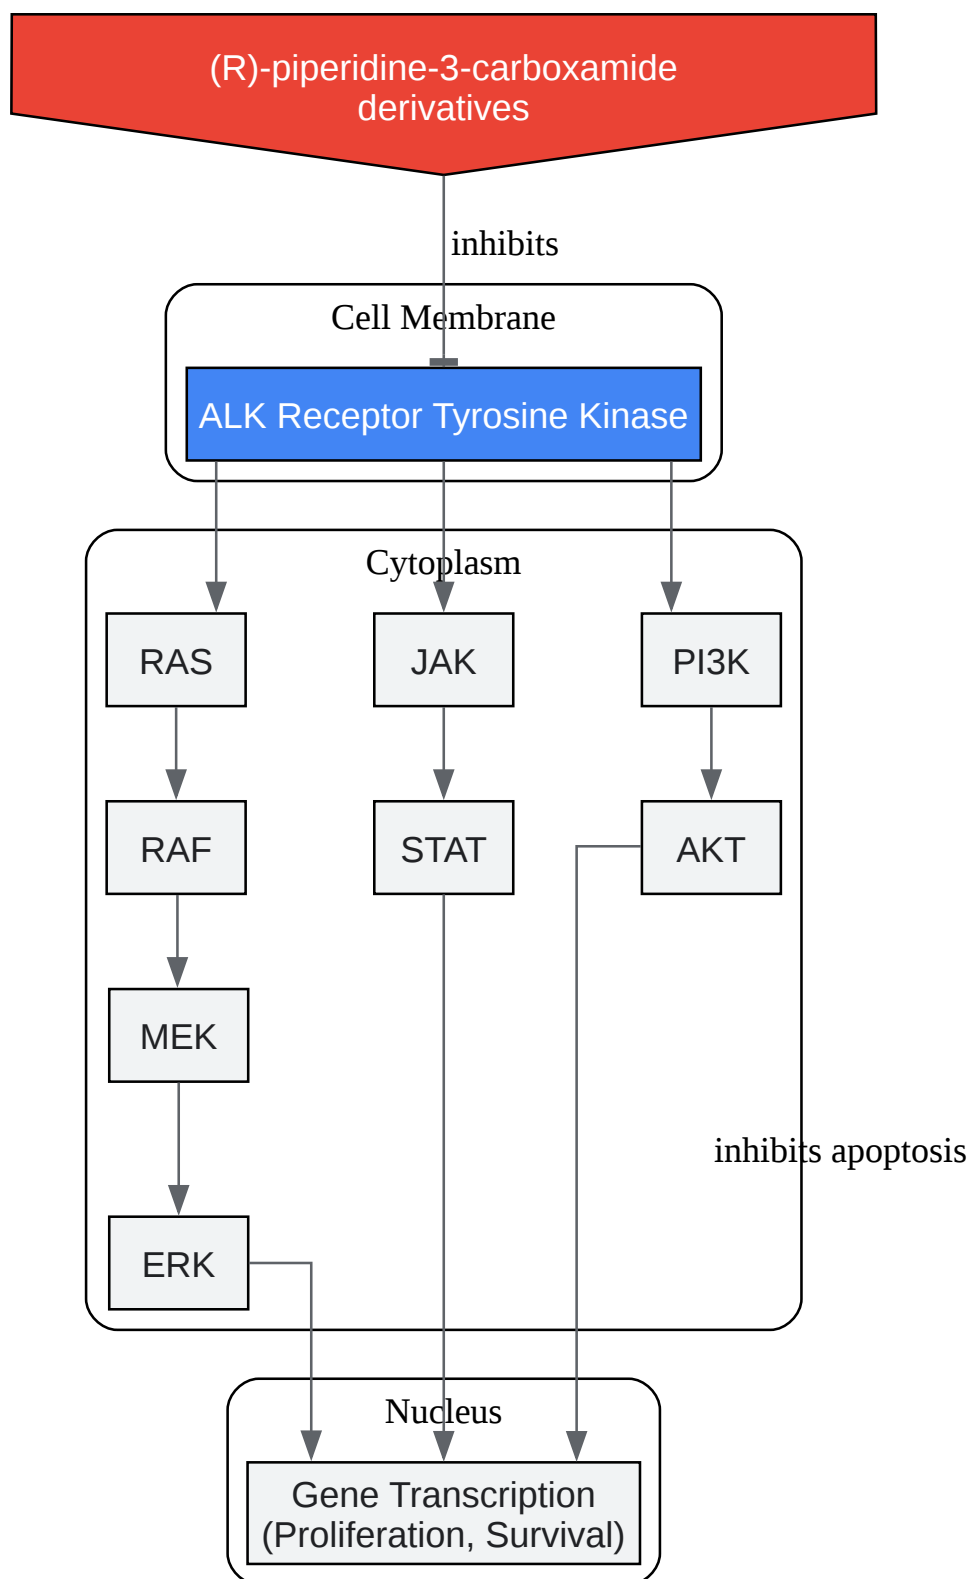 (R)-piperidine-3-carboxamide
derivatives
inhibits
Cell Membrane
ALK Receptor Tyrosine Kinase
Cytoplasm
RAS
JAK
PI3K
RAF
STAT
AKT
MEK
inhibits apoptosis
ERK
Nucleus
Gene Transcription
(Proliferation, Survival)